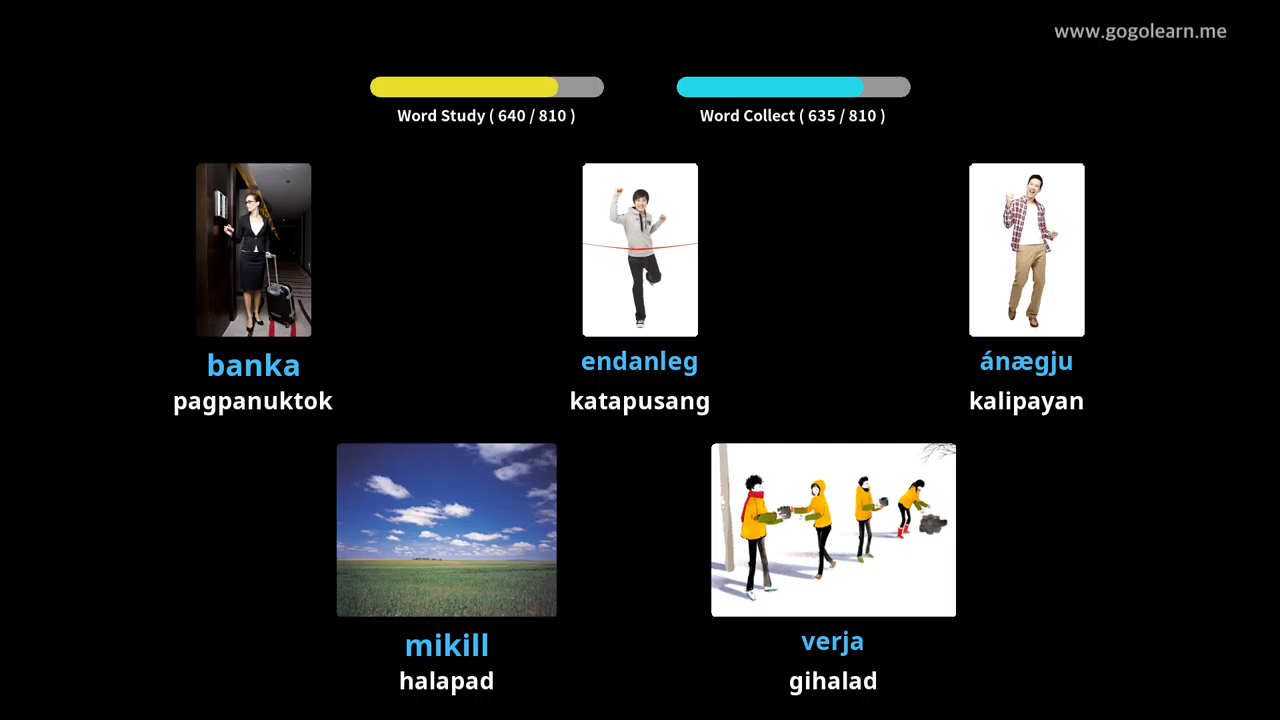 www.gogolearn.me
Word Study ( 640 / 810 )
Word Collect ( 635 / 810 )
banka
pagpanuktok
endanleg
katapusang
ánægju
kalipayan
mikill
halapad
verja
gihalad